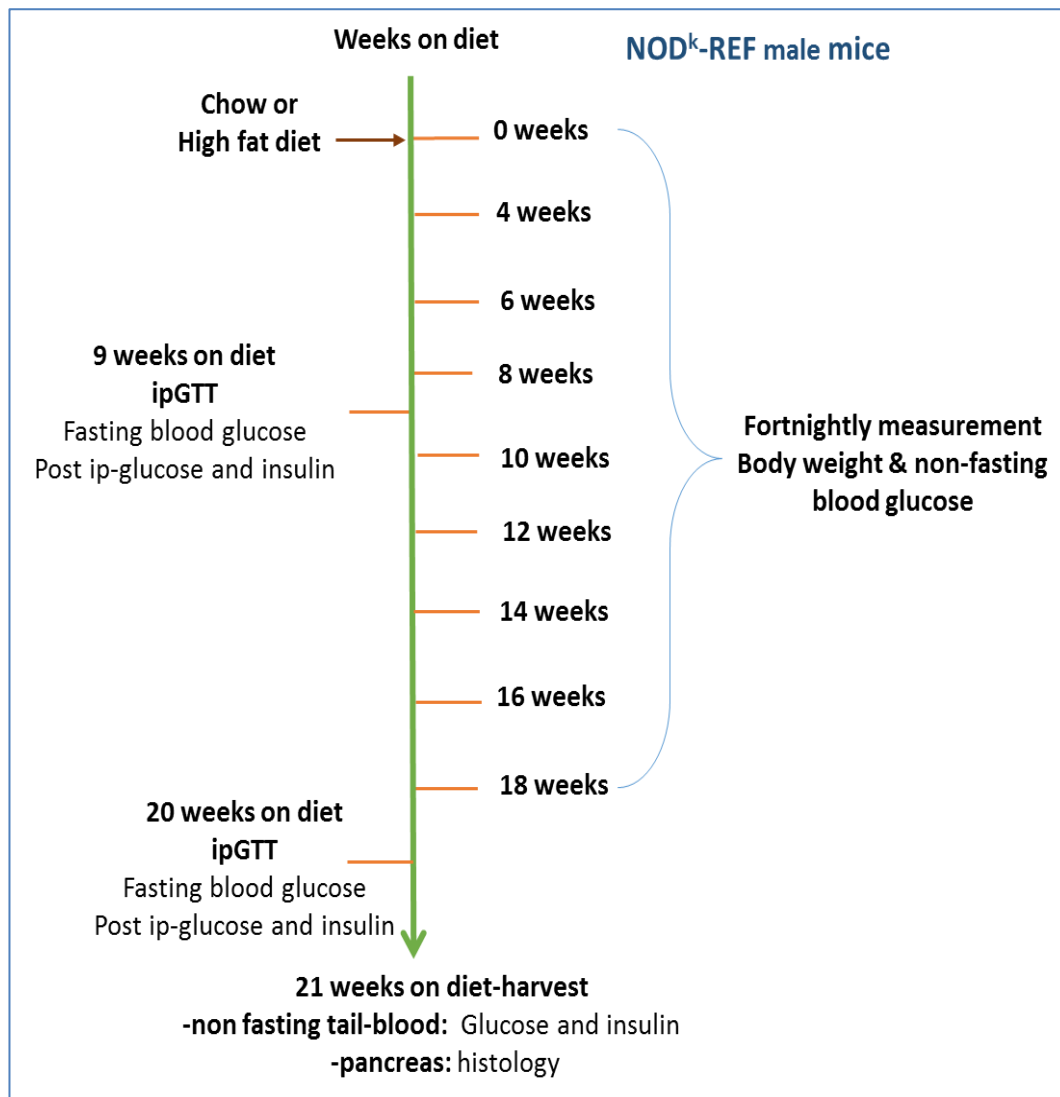 Weeks on diet
NODᵏ-REF male mice
Chow or
High fat diet
0 weeks
4 weeks
6 weeks
8 weeks
9 weeks on diet
ipGTT
Fasting blood glucose
Post ip-glucose and insulin
10 weeks
12 weeks
14 weeks
16 weeks
18 weeks
Fortnightly measurement
Body weight & non-fasting
blood glucose
20 weeks on diet
ipGTT
Fasting blood glucose
Post ip-glucose and insulin
21 weeks on diet-harvest
-non fasting tail-blood: Glucose and insulin
-pancreas: histology